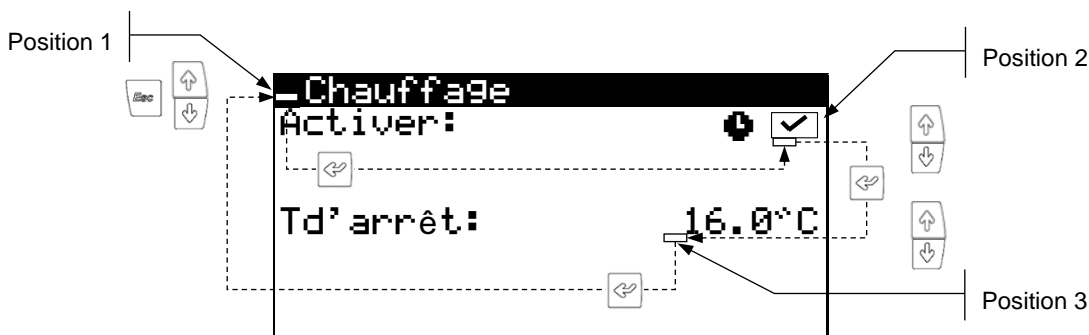 Position 1
Position 2
Esc
Chauffage
Activer:
Td'arrêt: 16.0°C
Position 3